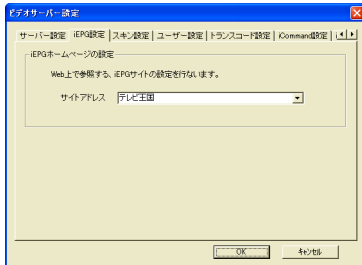 ビデオサーバー設定
サーバー設定 iEPG設定 スキン設定 ユーザー設定 トランスコード設定 iCommand設定
iEPGホームページの設定
Web上で参照する、iEPGサイトの設定を行ないます。
サイトアドレス テレビ王国
OK キャンセル